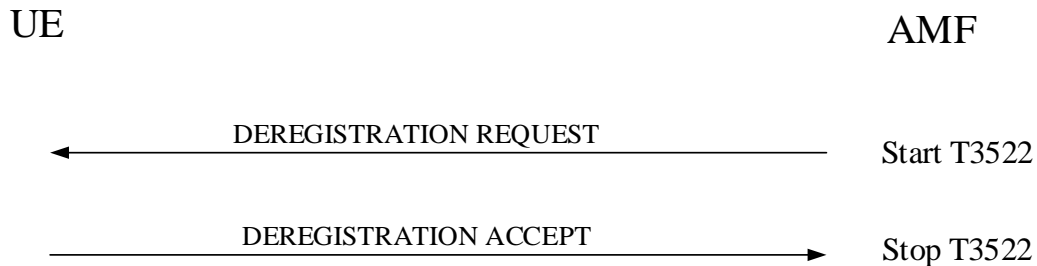 UE
AMF
DEREGISTRATION REQUEST
Start T3522
DEREGISTRATION ACCEPT
Stop T3522